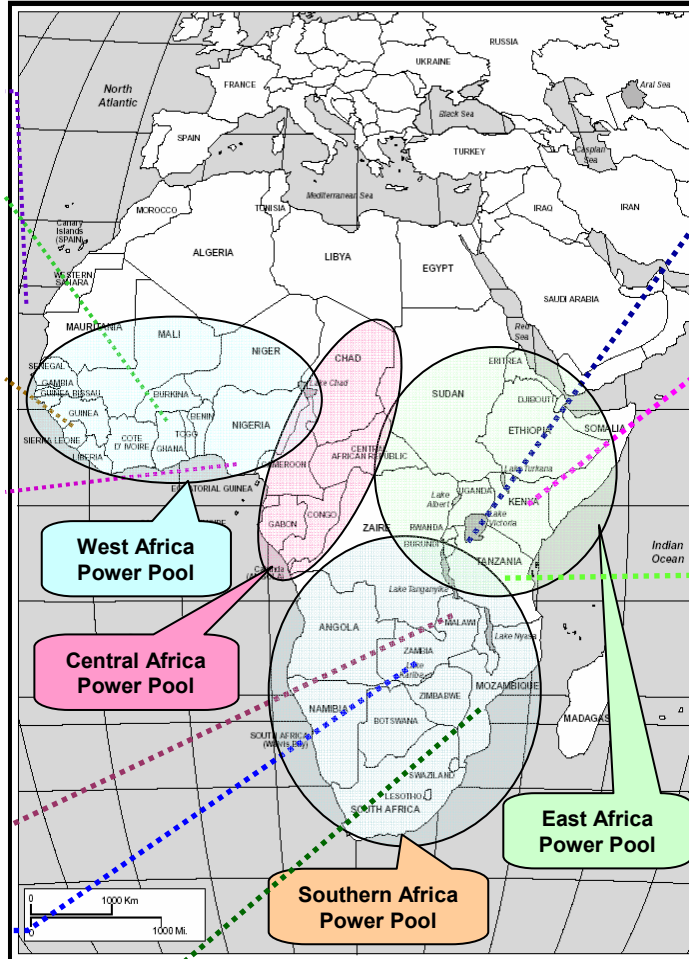 RUSSIA
UKRAINE
FRANCE
North
Atlantic
Aral Sea
Black Sea
SPAIN
TURKEY
Caspian
Sea
Mediterranean Sea
MOROCCO
TUNISIA
IRAQ
IRAN
Canary
Islands
(SPAIN)
ALGERIA
LIBYA
EGYPT
WESTERN
SAHARA
SAUDI ARABIA
MAURITANIA
MALI
NIGER
Red
Sea
CHAD
ERITREA
SENEGAL
GAMBIA
GUINEA BISSAU
GUINEA
BURKINA
BENIN
Lake Chad
SUDAN
DJIBOUTI
SIERRA LEONE
COTE
D'IVOIRE
TOGO
GHANA
NIGERIA
ETHIOPIA
SOMALIA
LIBERIA
CENTRAL
AFRICAN REPUBLIC
CAMEROON
EQUATORIAL GUINEA
Lake Turkana
Lake
Albert
UGANDA
KENYA
GABON
CONGO
ZAIRE
RWANDA
BURUNDI
Lake
Victoria
TANZANIA
Indian
Ocean
West Africa
Power Pool
Lake Tanganyika
ANGOLA
MALAWI
Lake Nyasa
Central Africa
Power Pool
ZAMBIA
Lake
Kariba
MOZAMBIQUE
ZIMBABWE
NAMIBIA
BOTSWANA
MADAGAS
SOUTH AFRICA
(Walvis Bay)
SWAZILAND
LESOTHO
SOUTH AFRICA
East Africa
Power Pool
Southern Africa
Power Pool
0
1000 Km
0
1000 Mi.